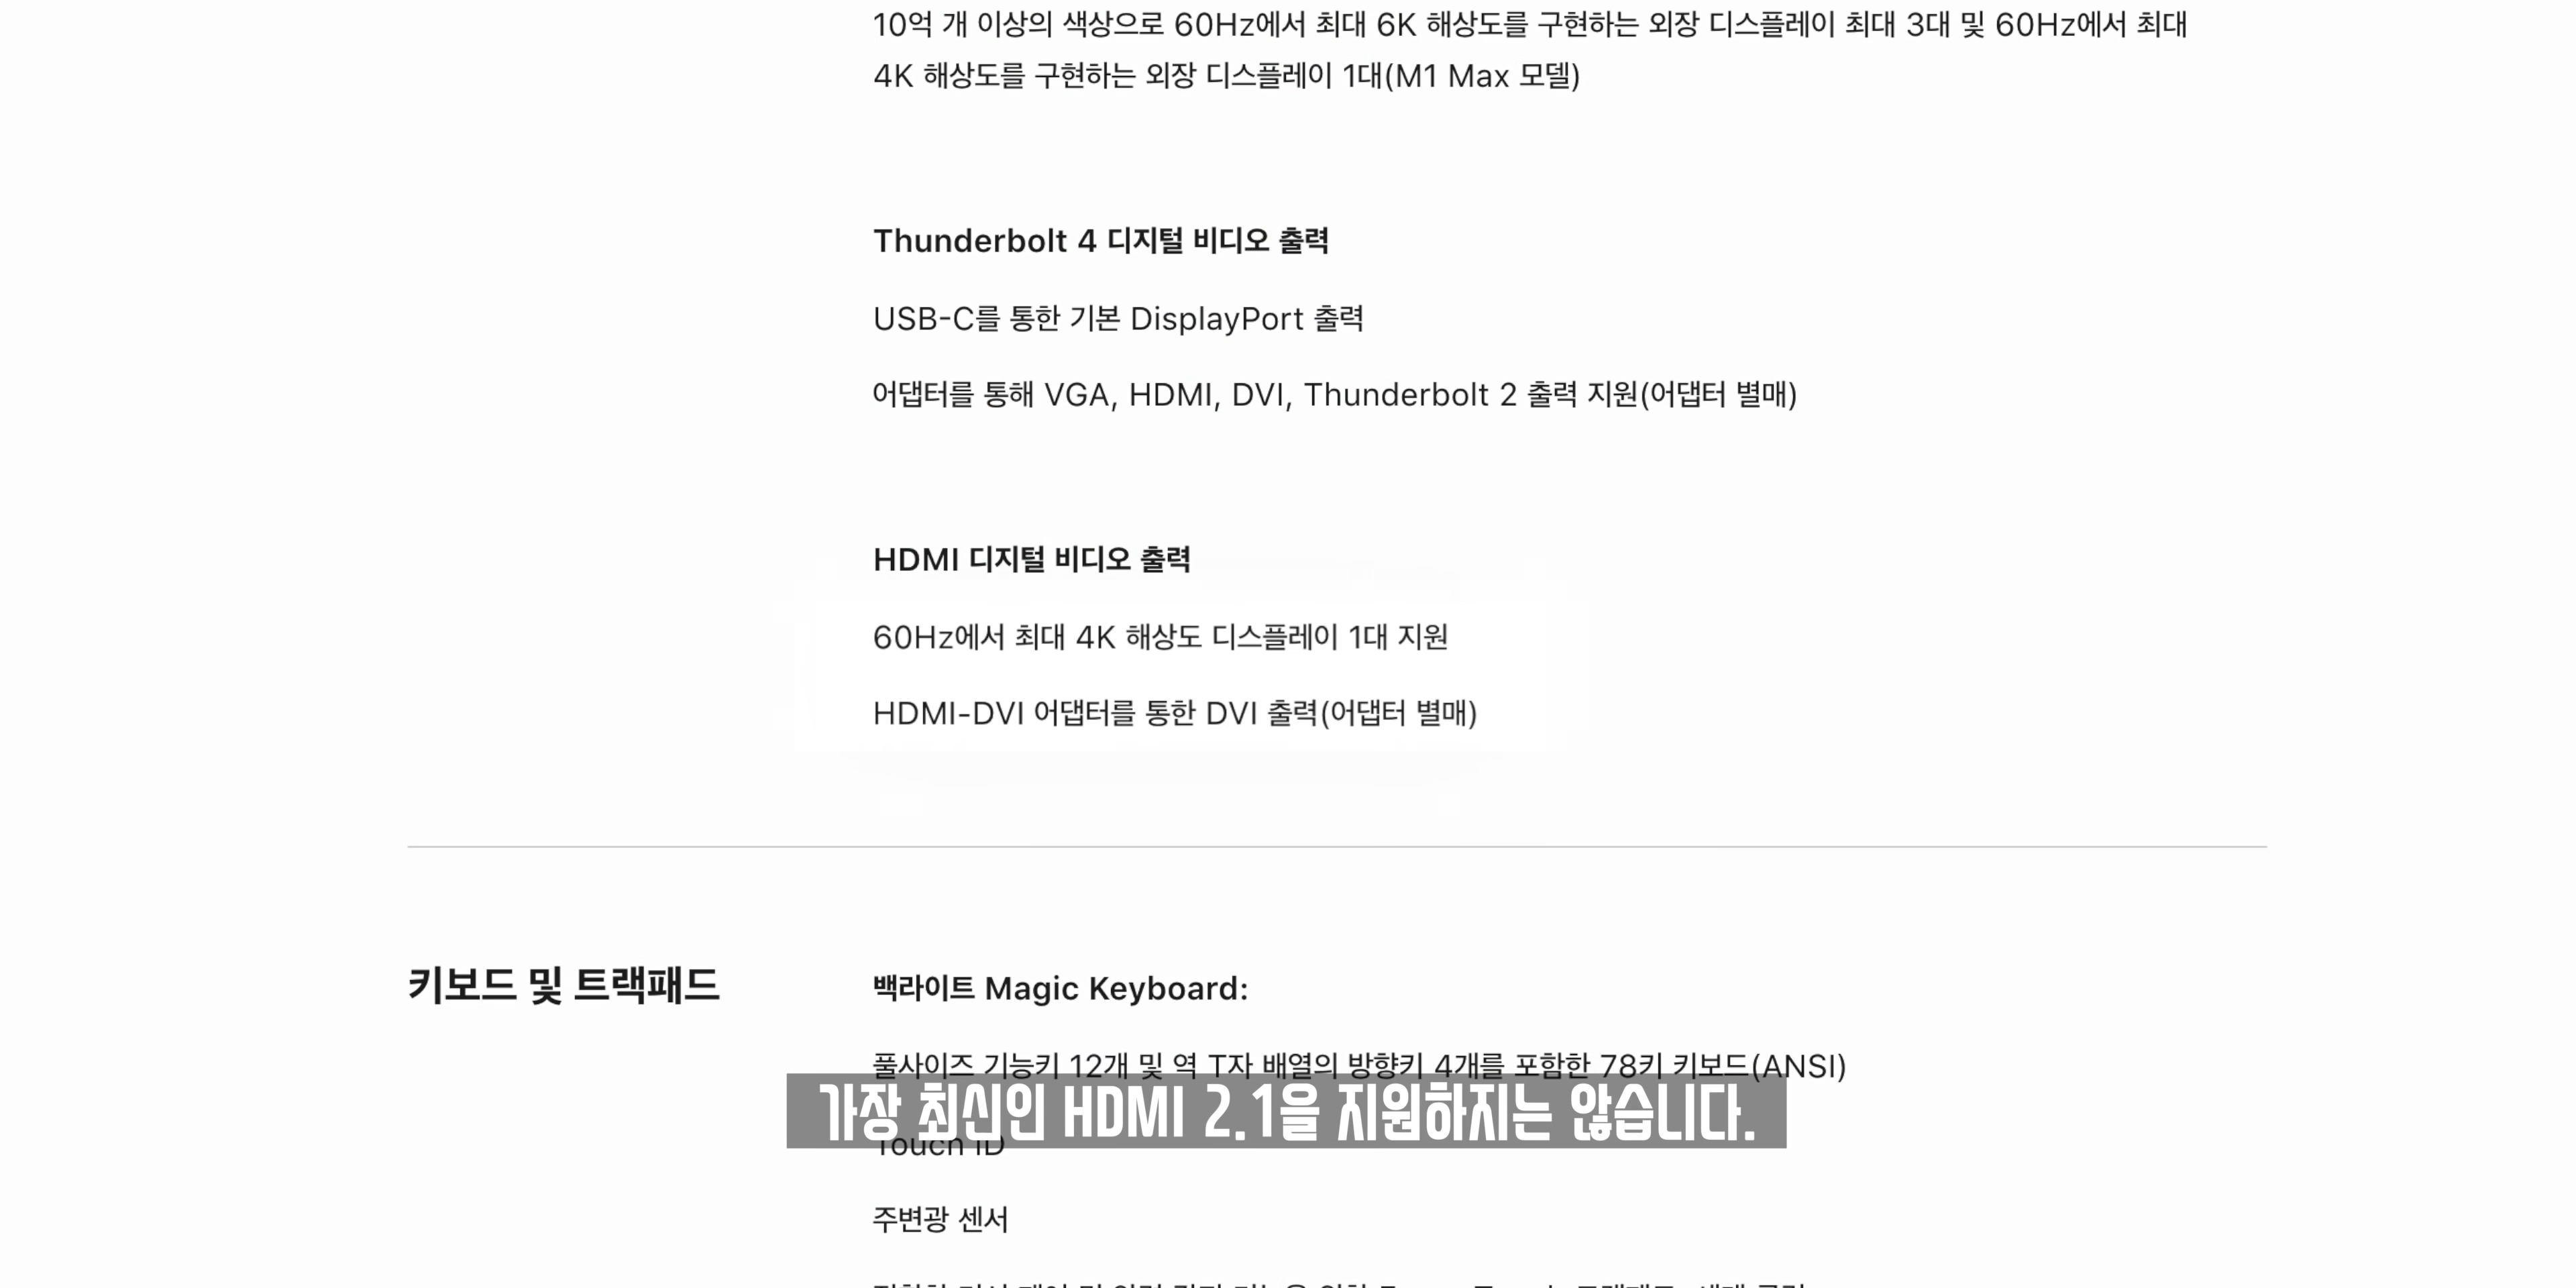 10억 개 이상의 색상으로 60Hz에서 최대 6K 해상도를 구현하는 외장 디스플레이 최대 3대 및 60Hz에서 최대
4K 해상도를 구현하는 외장 디스플레이 1대(M1 Max 모델)
Thunderbolt 4 디지털 비디오 출력
USB-C를 통한 기본 DisplayPort 출력
어댑터를 통해 VGA, HDMI, DVI, Thunderbolt 2 출력 지원(어댑터 별매)
HDMI 디지털 비디오 출력
60Hz에서 최대 4K 해상도 디스플레이 1대 지원
HDMI-DVI 어댑터를 통한 DVI 출력(어댑터 별매)
키보드 및 트랙패드
백라이트 Magic Keyboard:
풀사이즈 기능키 12개 및 역 T자 배열의 방향키 4개를 포함한 78키 키보드(ANSI)
가장 최신인 HDMI 2.1을 지원하지는 않습니다.
Touch ID
주변광 센서